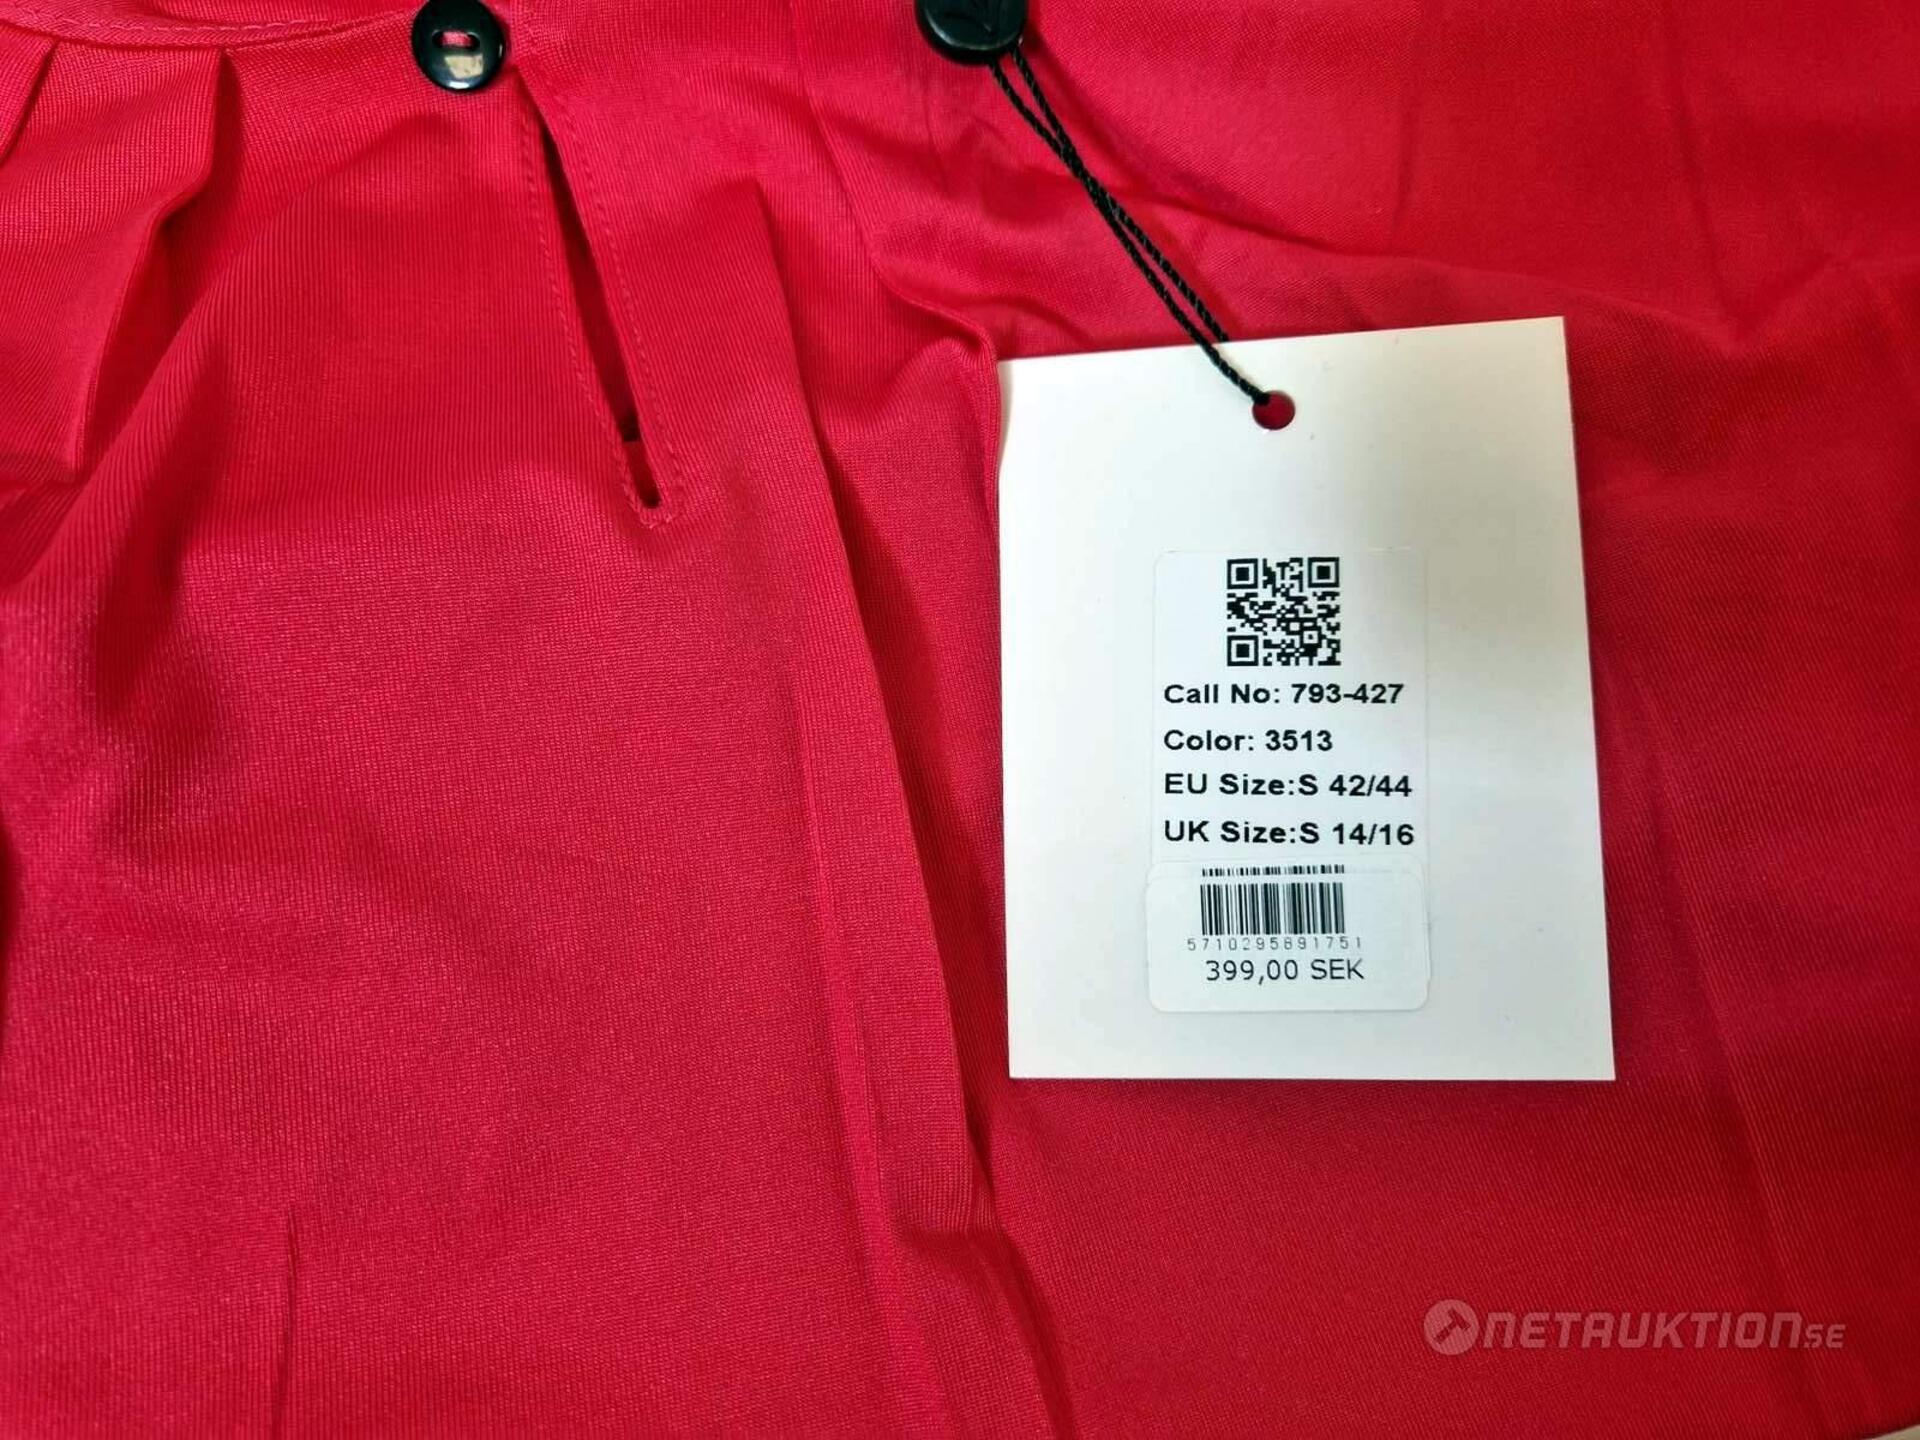 Call No: 793-427
Color: 3513
EU Size:S 42/44
UK Size:S 14/16
5710295891751
399,00 SEK
NETAUKTION.SE